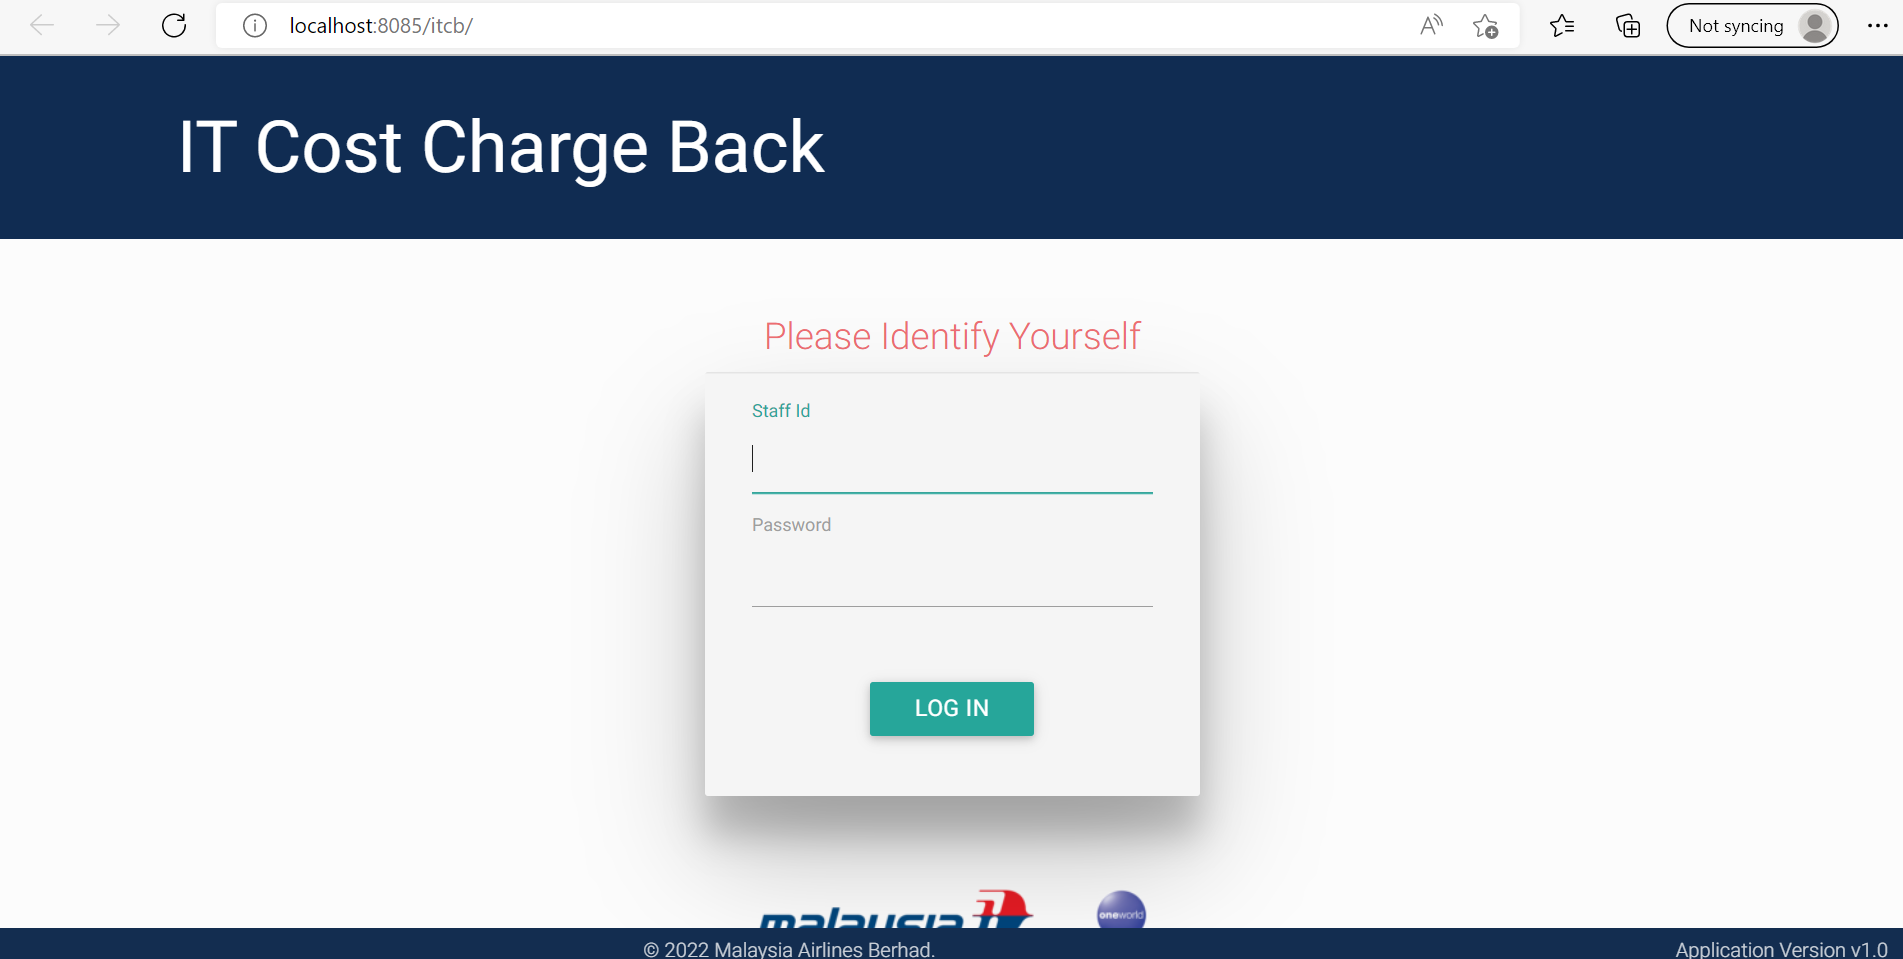 localhost:8085/itcb/
Not syncing
IT Cost Charge Back
Please Identify Yourself
Staff Id
Password
LOG IN
malaysia
oneworld
© 2022 Malaysia Airlines Berhad.
Application Version v1.0